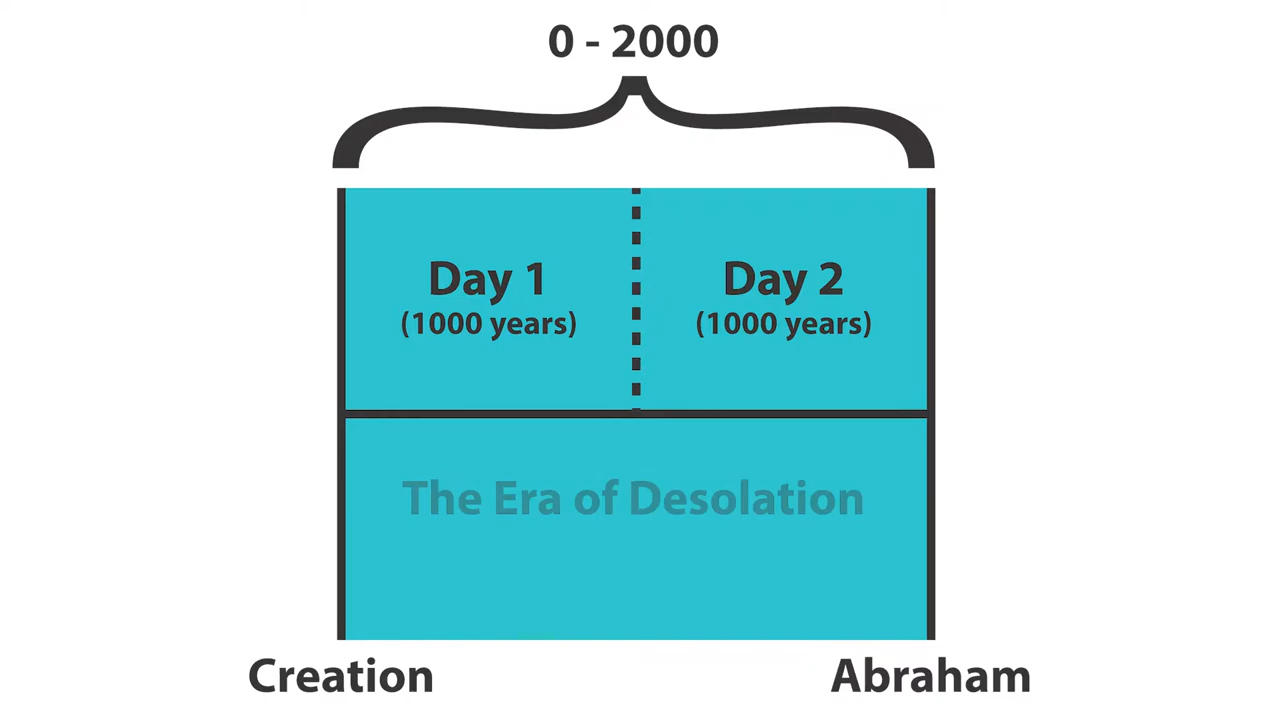 0 - 2000
Day 1
(1000 years)
Day 2
(1000 years)
The Era of Desolation
Creation
Abraham